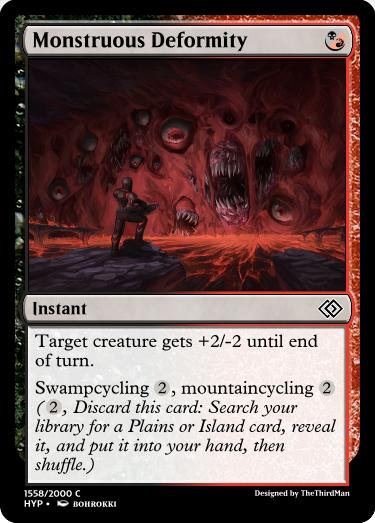 Monstruous Deformity
Instant
Target creature gets +2/-2 until end
of turn.
Swampcycling 2, mountaincycling 2
(2, Discard this card: Search your
library for a Plains or Island card, reveal
it, and put it into your hand, then
shuffle.)
1558/2000 C
HYP • BOHROKKI
Designed by TheThirdMan